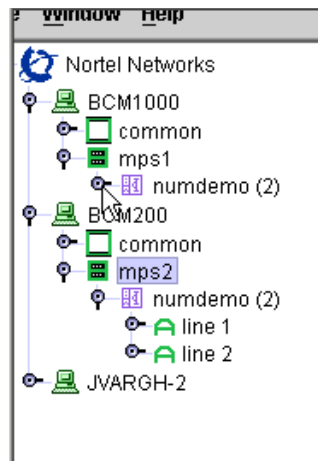 Window Help
Nortel Networks
BCM1000
common
mps1
numdemo (2)
BCM200
common
mps2
numdemo (2)
line 1
line 2
JVARGH-2